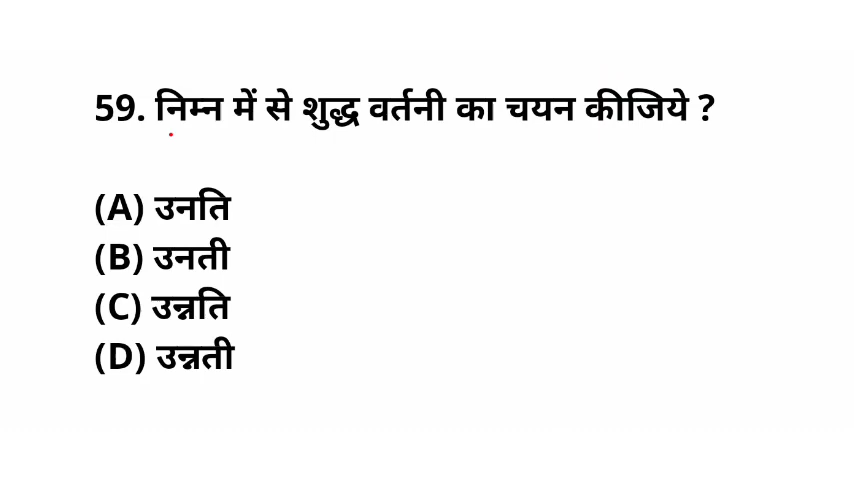 59. निम्न में से शुद्ध वर्तनी का चयन कीजिये ?
(A) उनति
(B) उनती
(C) उन्नति
(D) उन्नती